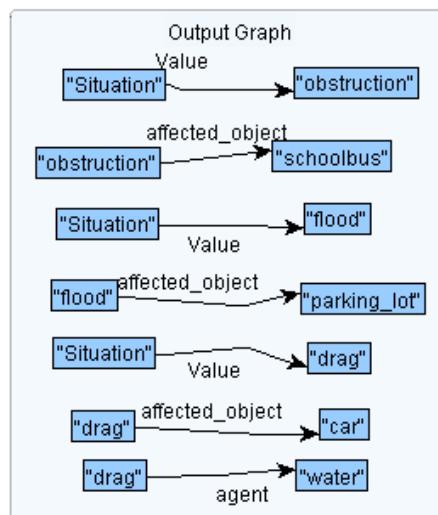 Output Graph
Value
"Situation" "obstruction"
affected_object
"obstruction" "schoolbus"
"Situation" "flood"
Value
affected_object
"flood" "parking_lot"
"Situation" "drag"
Value
affected_object
"drag" "car"
"drag" "water"
agent